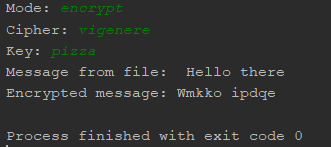 Mode: encrypt
Cipher: vigenere
Key: pizza
Message from file:  Hello there
Encrypted message: Wmkko ipdqe
Process finished with exit code 0